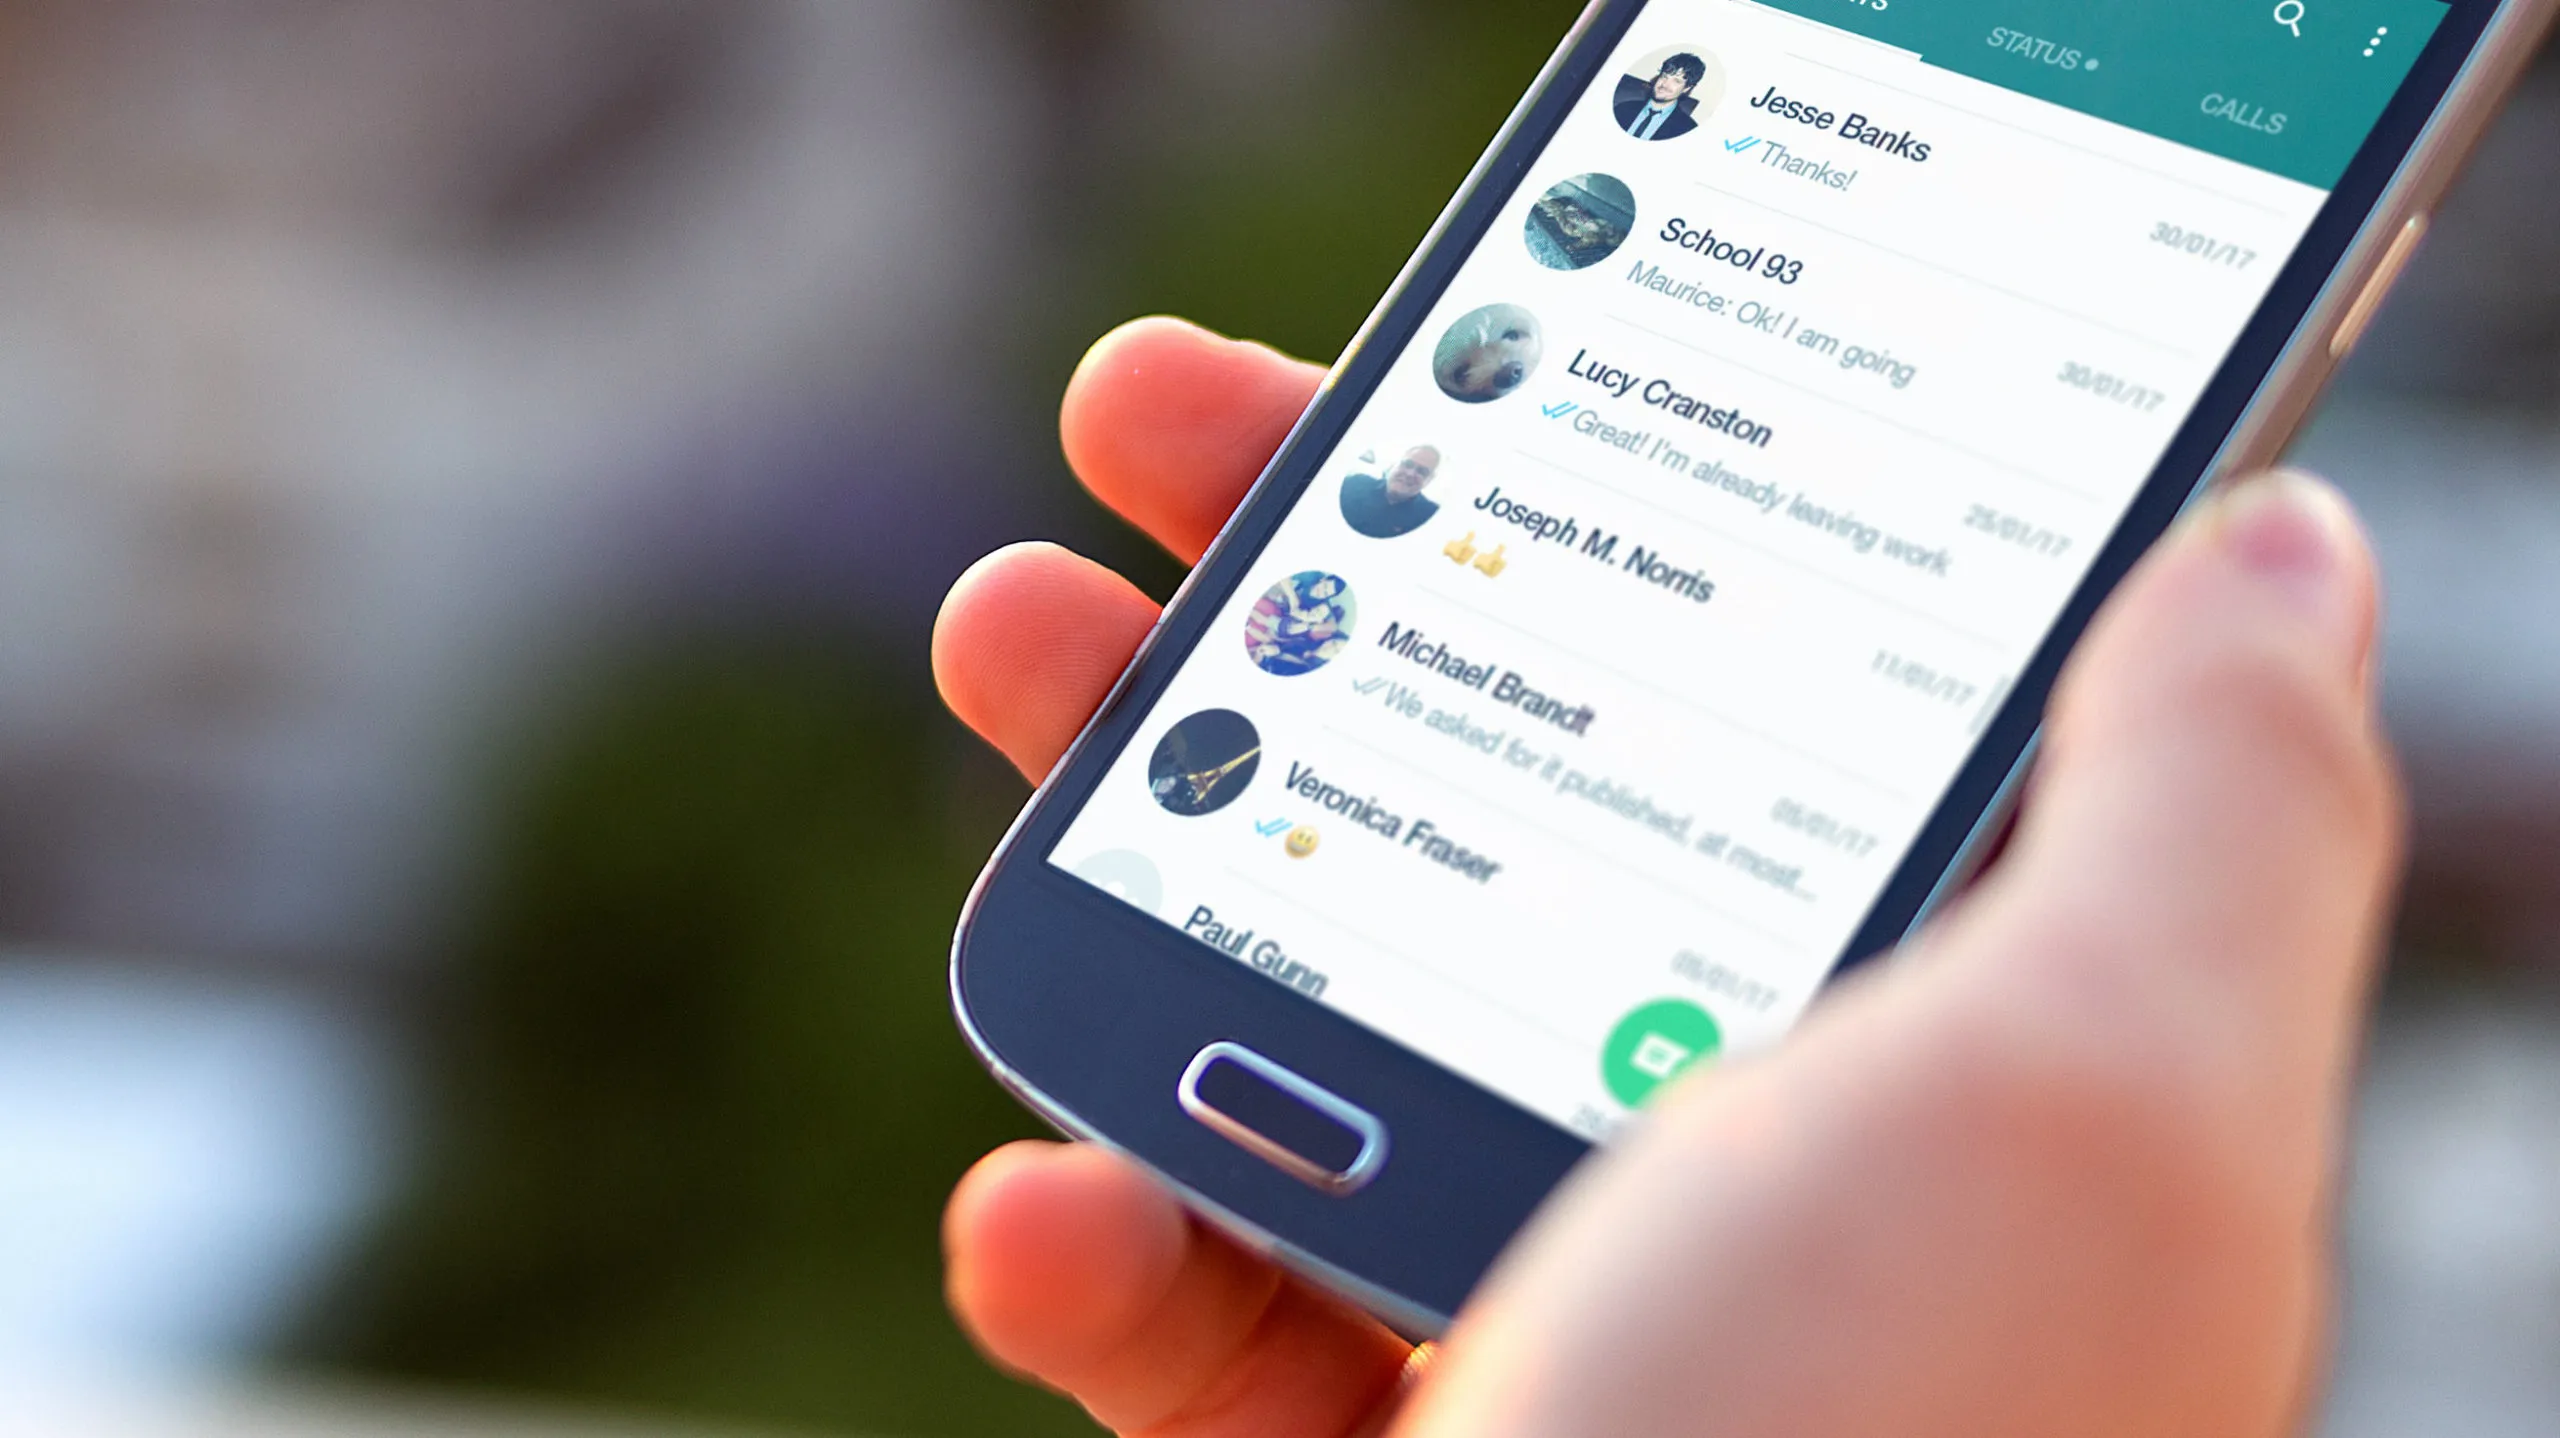 STATUS
CALLS
Jesse Banks
Thanks!
30/01/17
School 93
Maurice: Ok! I am going
30/01/17
Lucy Cranston
Great! I'm already leaving work
25/01/17
Joseph M. Norris
👍👍
11/01/17
Michael Brandt
We asked for it published, at most...
05/01/17
Veronica Fraser
😃
05/01/17
Paul Gunn